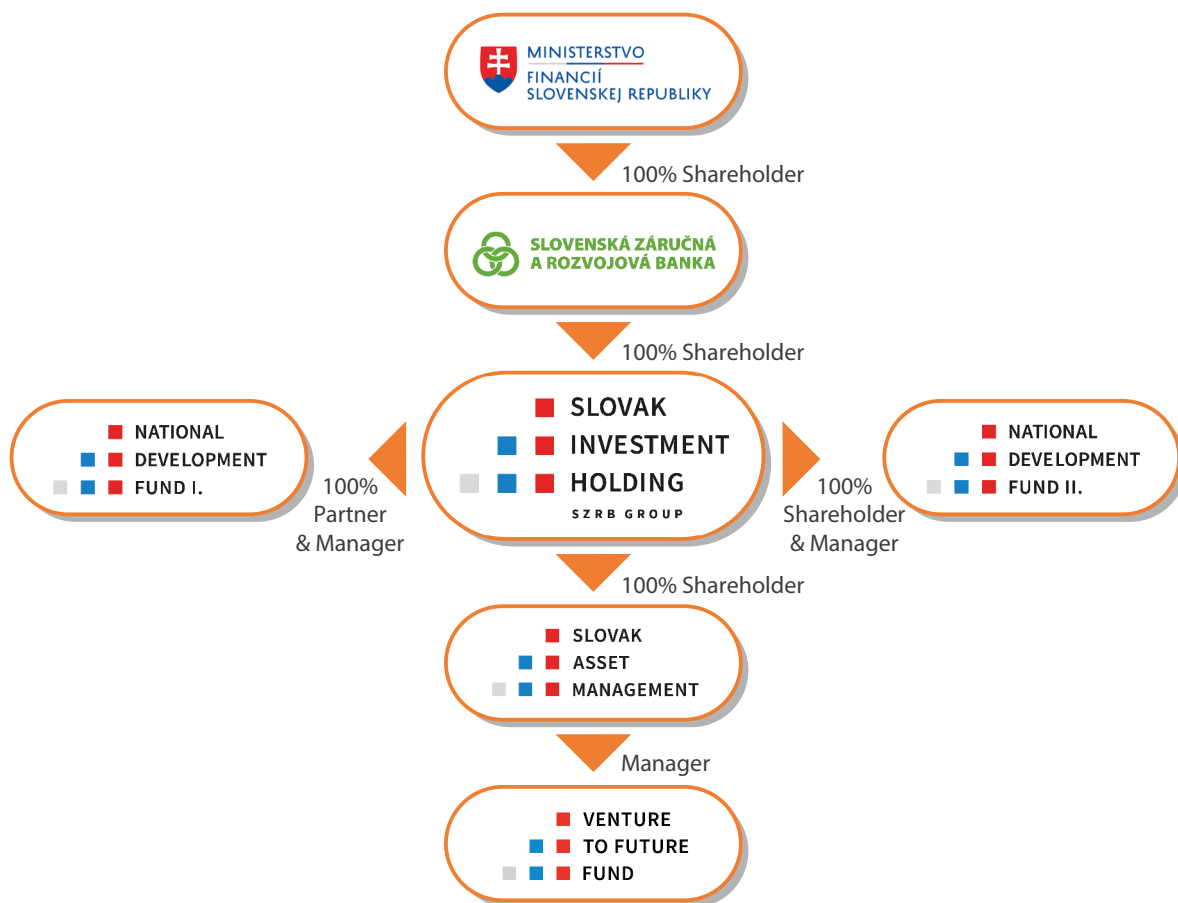 MINISTERSTVO
FINANCIÍ
SLOVENSKEJ REPUBLIKY
100% Shareholder
SLOVENSKÁ ZÁRUČNÁ
A ROZVOJOVÁ BANKA
100% Shareholder
NATIONAL
DEVELOPMENT
FUND I.
100%
Partner
& Manager
SLOVAK
INVESTMENT
HOLDING
SZRB GROUP
100%
Shareholder
& Manager
NATIONAL
DEVELOPMENT
FUND II.
100% Shareholder
SLOVAK
ASSET
MANAGEMENT
Manager
VENTURE
TO FUTURE
FUND